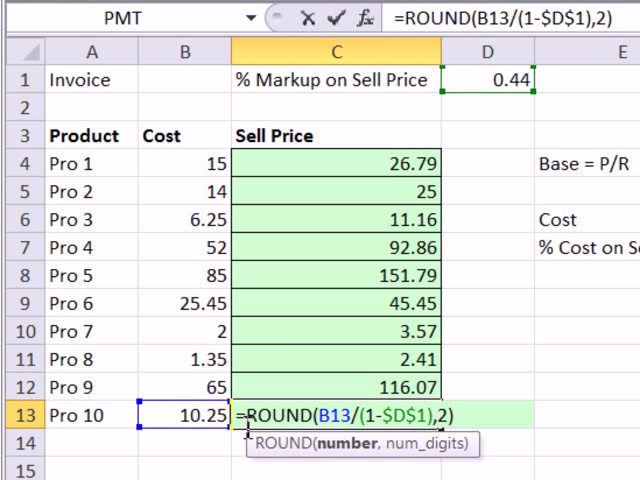 PMT fx =ROUND(B13/(1-$D$1),2)
A B C D E
1 Invoice % Markup on Sell Price 0.44
2
3 Product Cost Sell Price
4 Pro 1 15 26.79 Base = P/R
5 Pro 2 14 25
6 Pro 3 6.25 11.16 Cost
7 Pro 4 52 92.86 % Cost on Se
8 Pro 5 85 151.79
9 Pro 6 25.45 45.45
10 Pro 7 2 3.57
11 Pro 8 1.35 2.41
12 Pro 9 65 116.07
13 Pro 10 10.25 =ROUND(B13/(1-$D$1),2)
14 ROUND(number, num_digits)
15